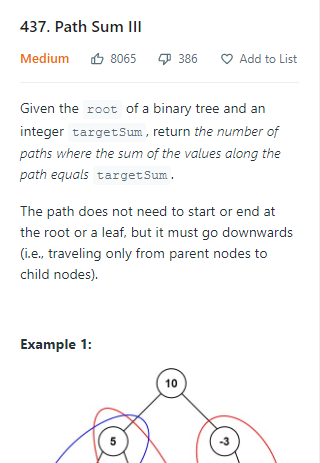 437. Path Sum III
Medium 8065 386 Add to List
Given the root of a binary tree and an
integer targetSum, return the number of
paths where the sum of the values along the
path equals targetSum.
The path does not need to start or end at
the root or a leaf, but it must go downwards
(i.e., traveling only from parent nodes to
child nodes).
Example 1:
10
5 -3